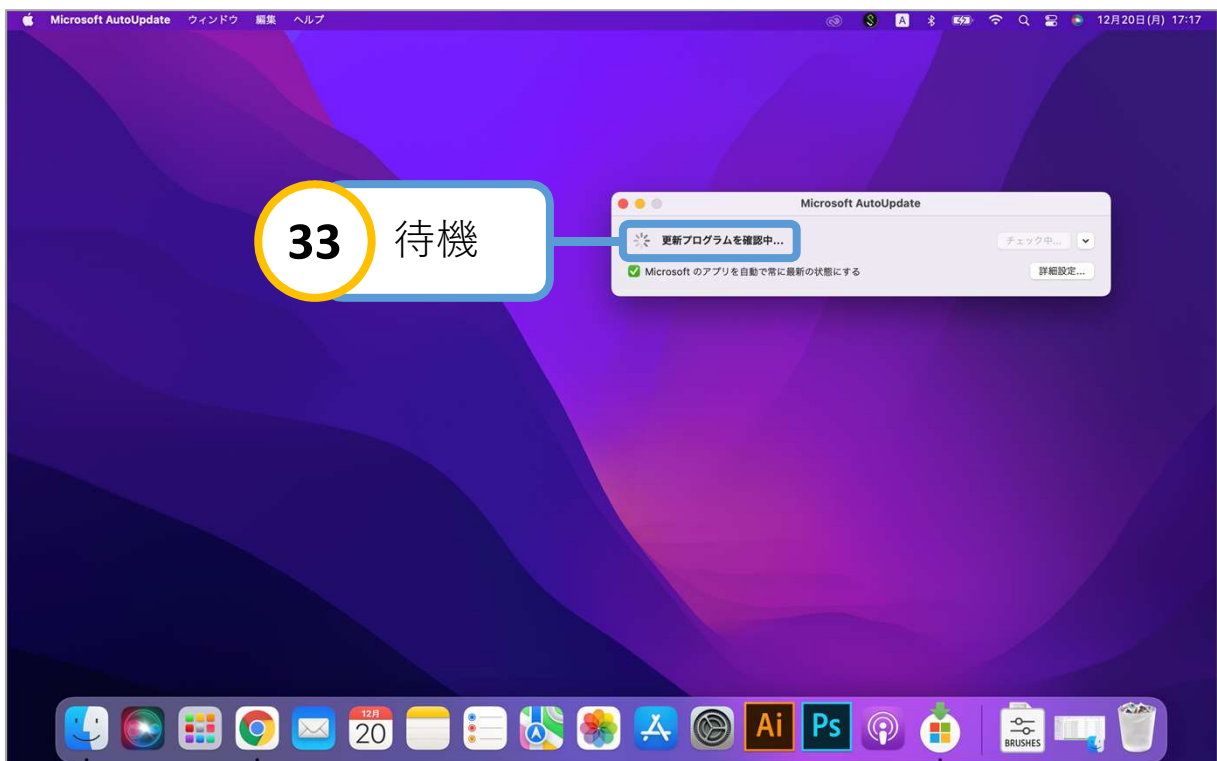 Microsoft AutoUpdate ウィンドウ 編集 ヘルプ
A
12月20日(月) 17:17
Microsoft AutoUpdate
33 待機
更新プログラムを確認中...
チェック中...
Microsoft のアプリを自動で常に最新の状態にする
詳細設定...
12月
20
Ai
Ps
BRUSHES